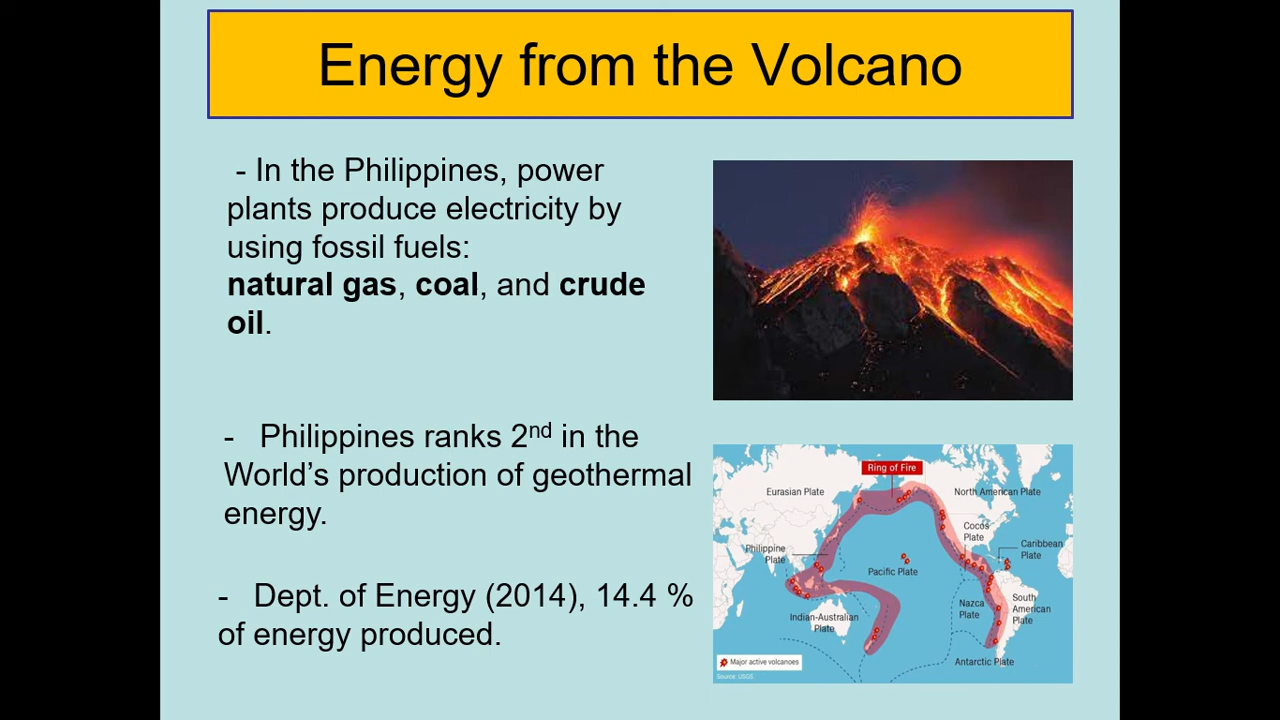 Energy from the Volcano
- In the Philippines, power
plants produce electricity by
using fossil fuels:
natural gas, coal, and crude
oil.
- Philippines ranks 2nd in the
World's production of geothermal
energy.
- Dept. of Energy (2014), 14.4 %
of energy produced.
Ring of Fire
Eurasian Plate
North American Plate
Cocos
Plate
Caribbean
Plate
Philippine
Plate
Pacific Plate
Nazca
Plate
South
American
Plate
Indian-Australian
Plate
Antarctic Plate
Major active volcanoes
Source: USGS